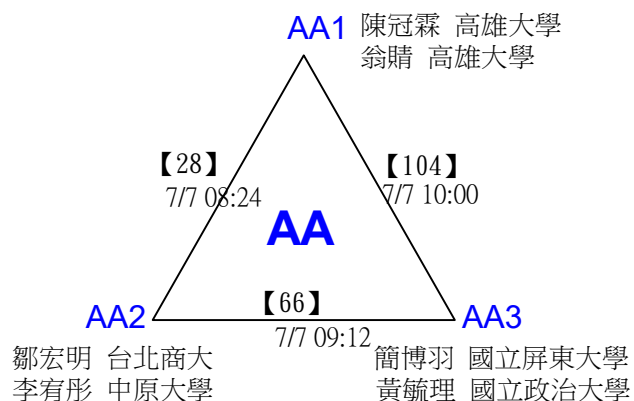 AA1 陳冠霖 高雄大學
翁睛 高雄大學
【28】
7/7 08:24
【104】
7/7 10:00
AA
AA2
【66】
7/7 09:12
AA3
鄒宏明 台北商大
李宥彤 中原大學
簡博羽 國立屏東大學
黃毓理 國立政治大學